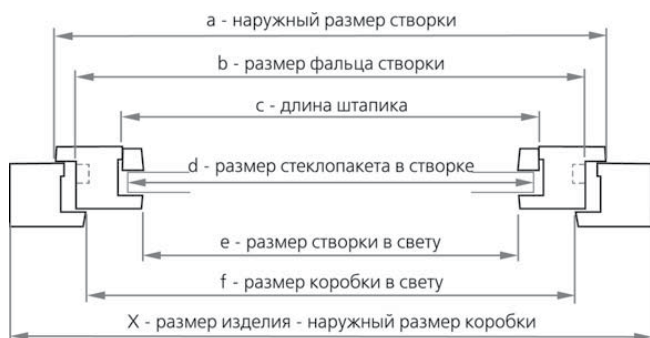 a - наружный размер створки
b - размер фальца створки
c - длина штапика
d - размер стеклопакета в створке
e - размер створки в свету
f - размер коробки в свету
X - размер изделия - наружный размер коробки